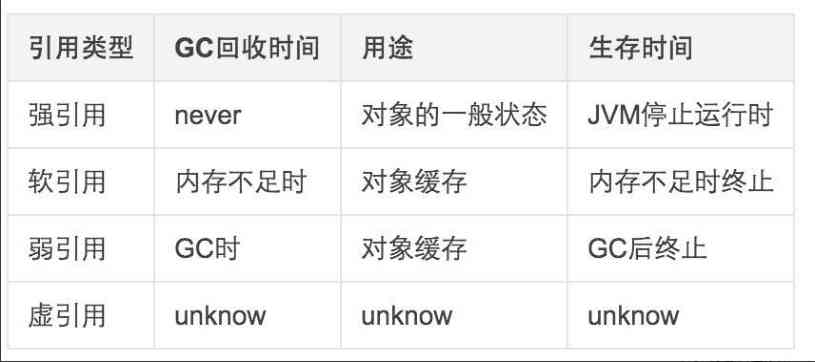 引用类型 GC回收时间 用途 生存时间
强引用 never 对象的一般状态 JVM停止运行时
软引用 内存不足时 对象缓存 内存不足时终止
弱引用 GC时 对象缓存 GC后终止
虚引用 unknow unknow unknow